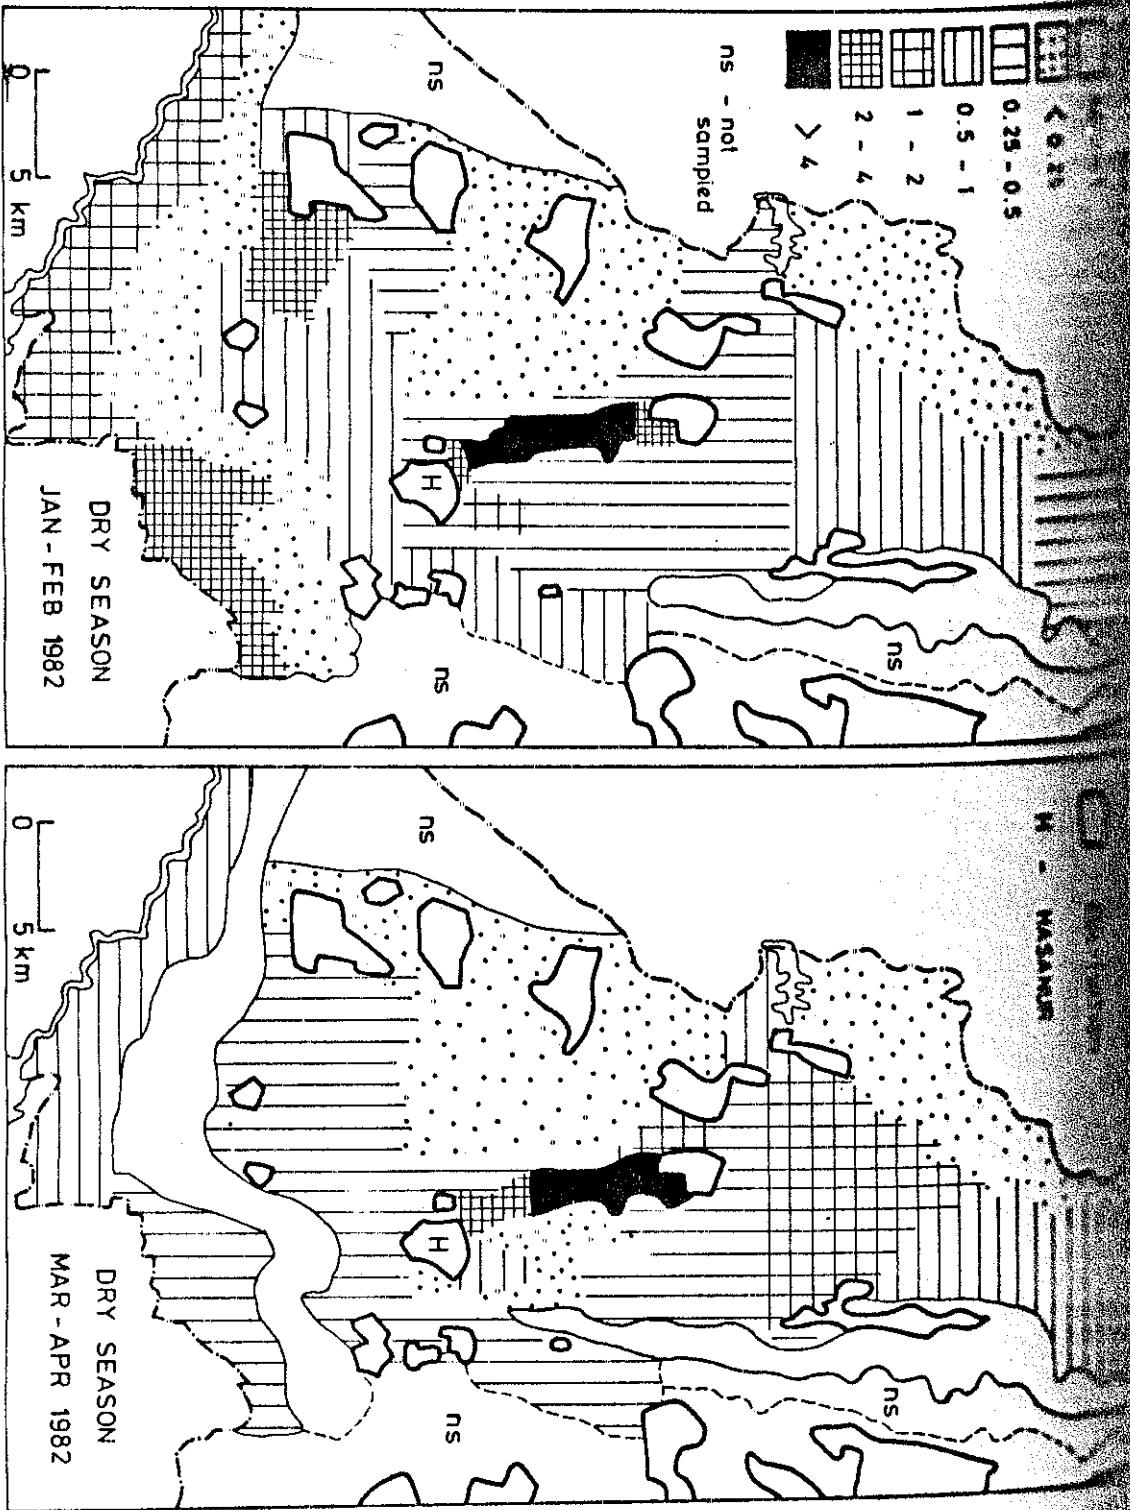 < 0.25
0.25 - 0.5
0.5 - 1
1 - 2
2 - 4
> 4
ns - not
sampied
ns
ns
ns
H
0 5 km
DRY SEASON
JAN - FEB 1982
H - HASANUR
ns
ns
ns
H
0 5 km
DRY SEASON
MAR - APR 1982